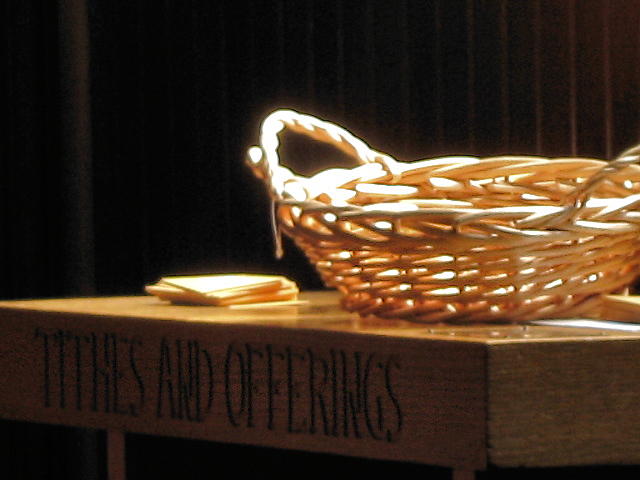 TITHES AND OFFERINGS